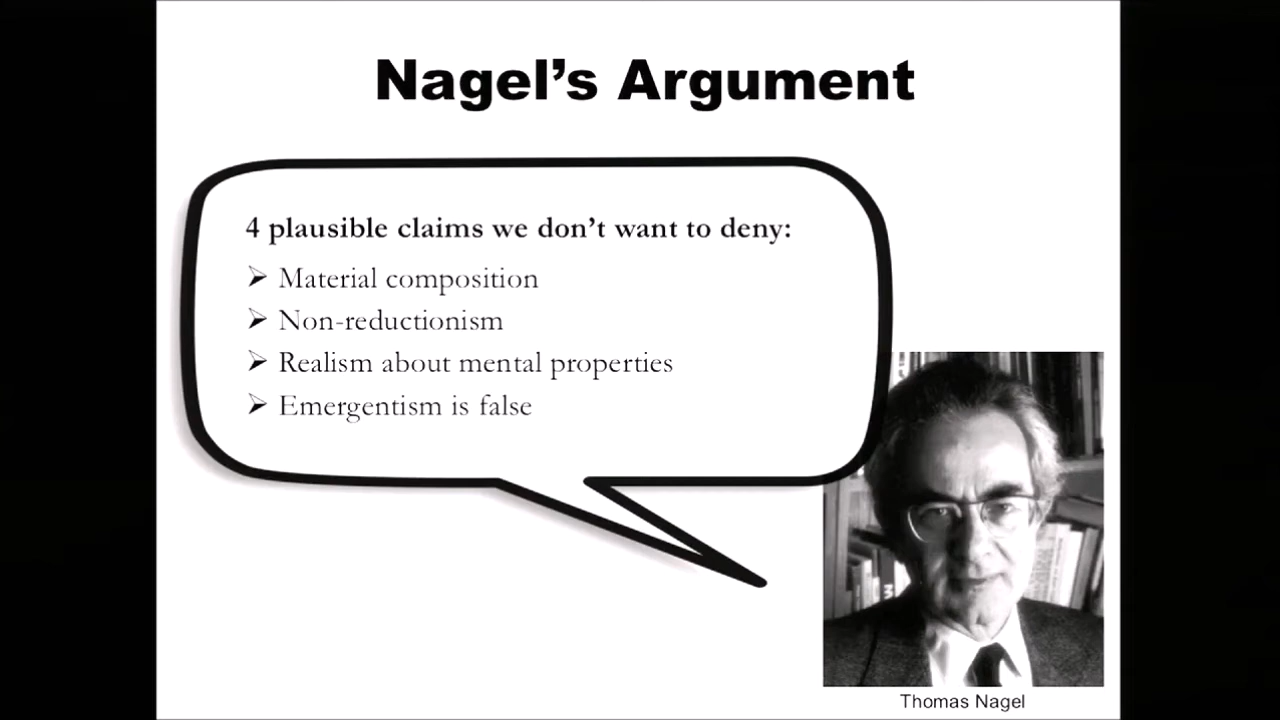 Nagel’s Argument
4 plausible claims we don’t want to deny:
Material composition
Non-reductionism
Realism about mental properties
Emergentism is false
Thomas Nagel